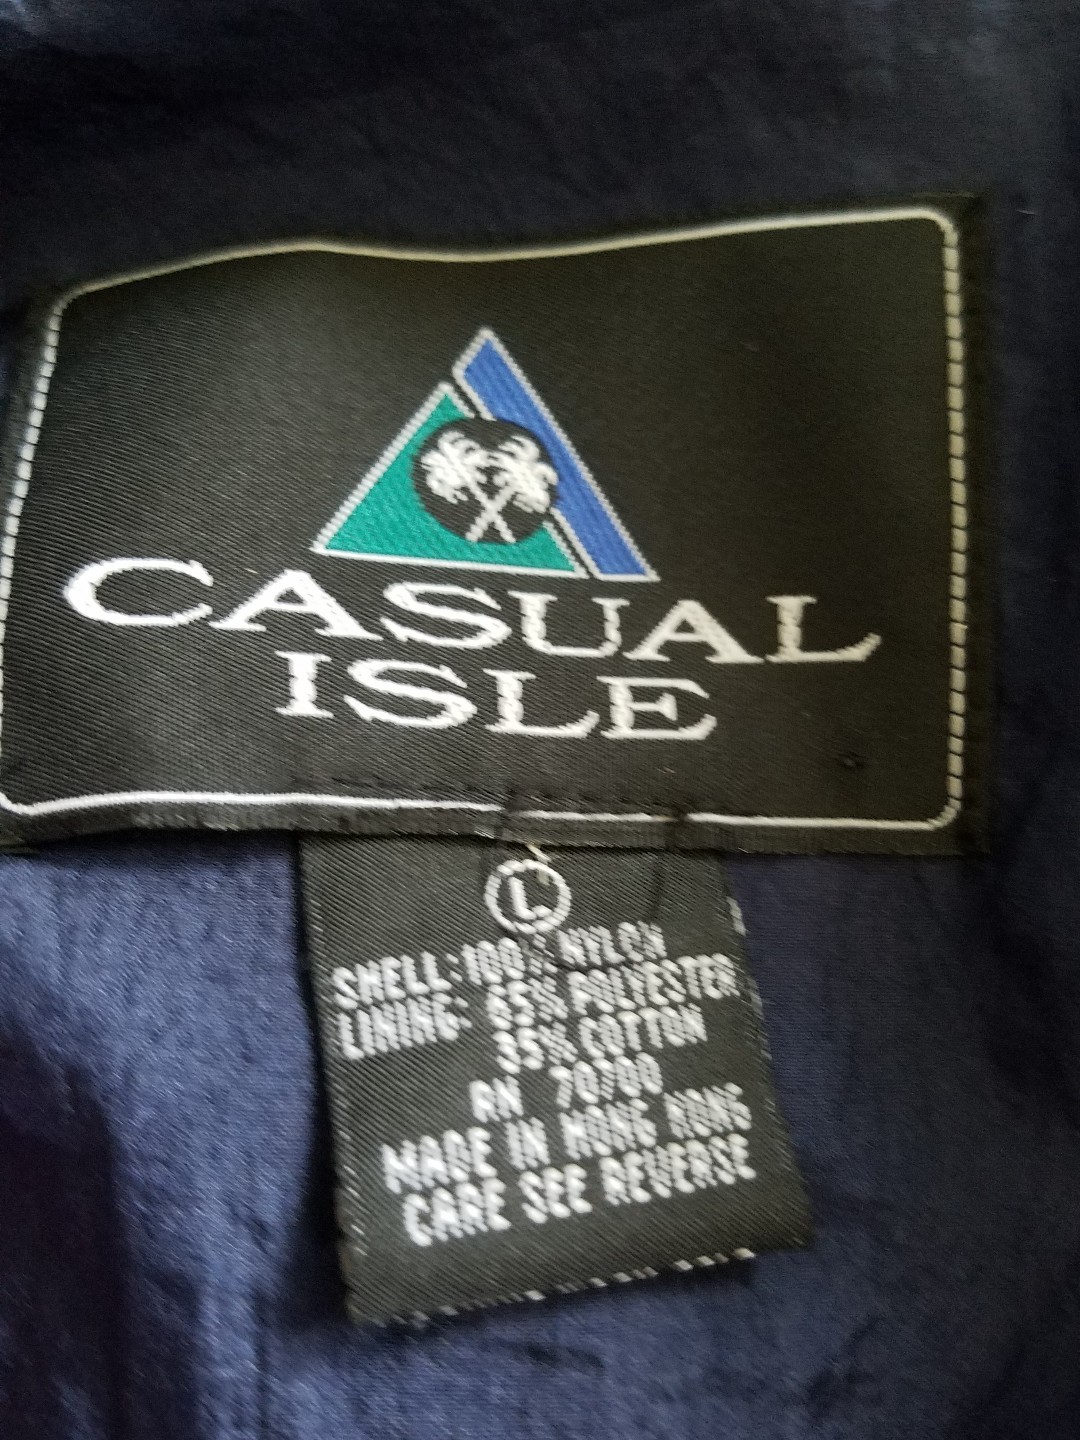 CASUAL
ISLE
L
SHELL: 100% NYLON
LINING: 65% POLYESTER
35% COTTON
RN 70700
MADE IN HONG KONG
CARE SEE REVERSE